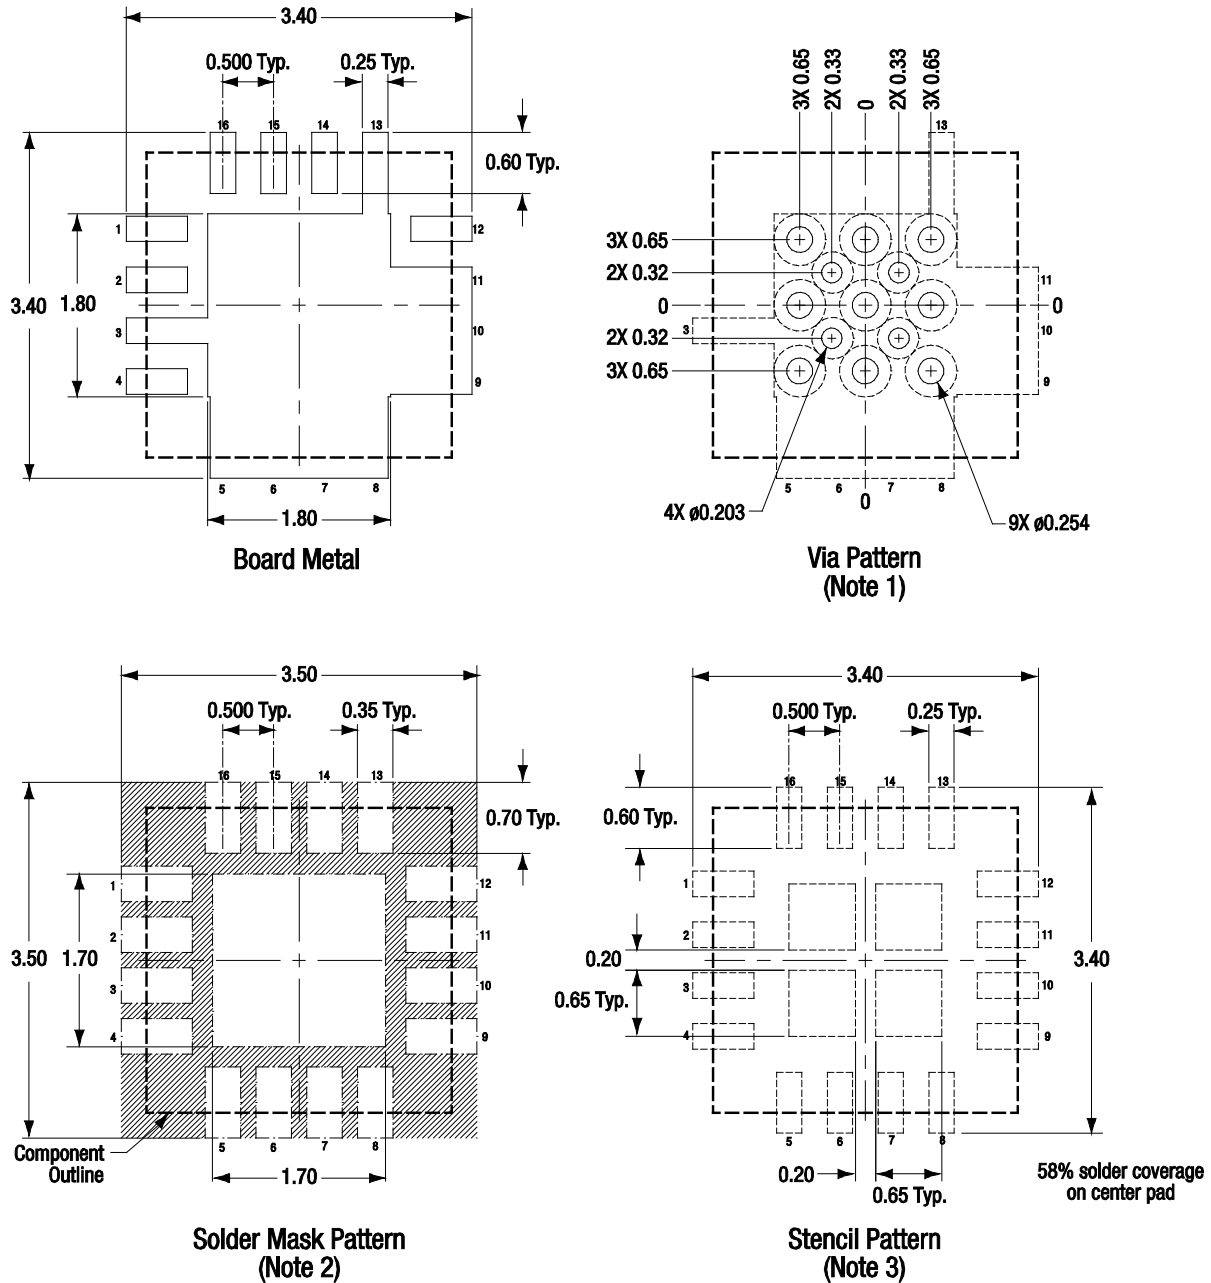 3.40
0.500 Typ.
0.25 Typ.
16
15
14
13
0.60 Typ.
3.40
1.80
1
2
3
4
12
11
10
9
5
6
7
8
1.80
Board Metal
3X 0.65
2X 0.33
0
2X 0.33
3X 0.65
13
3X 0.65
2X 0.32
0
2X 0.32
3X 0.65
3
11
0
10
9
5
6
7
8
0
4X ø0.203
9X ø0.254
Via Pattern
(Note 1)
3.50
0.500 Typ.
0.35 Typ.
16
15
14
13
0.70 Typ.
3.50
1.70
1
2
3
4
12
11
10
9
5
6
7
8
Component
Outline
1.70
Solder Mask Pattern
(Note 2)
3.40
0.500 Typ.
0.25 Typ.
16
15
14
13
0.60 Typ.
1
2
3
4
12
11
10
9
0.20
0.65 Typ.
3.40
5
6
7
8
0.20
0.65 Typ.
58% solder coverage
on center pad
Stencil Pattern
(Note 3)